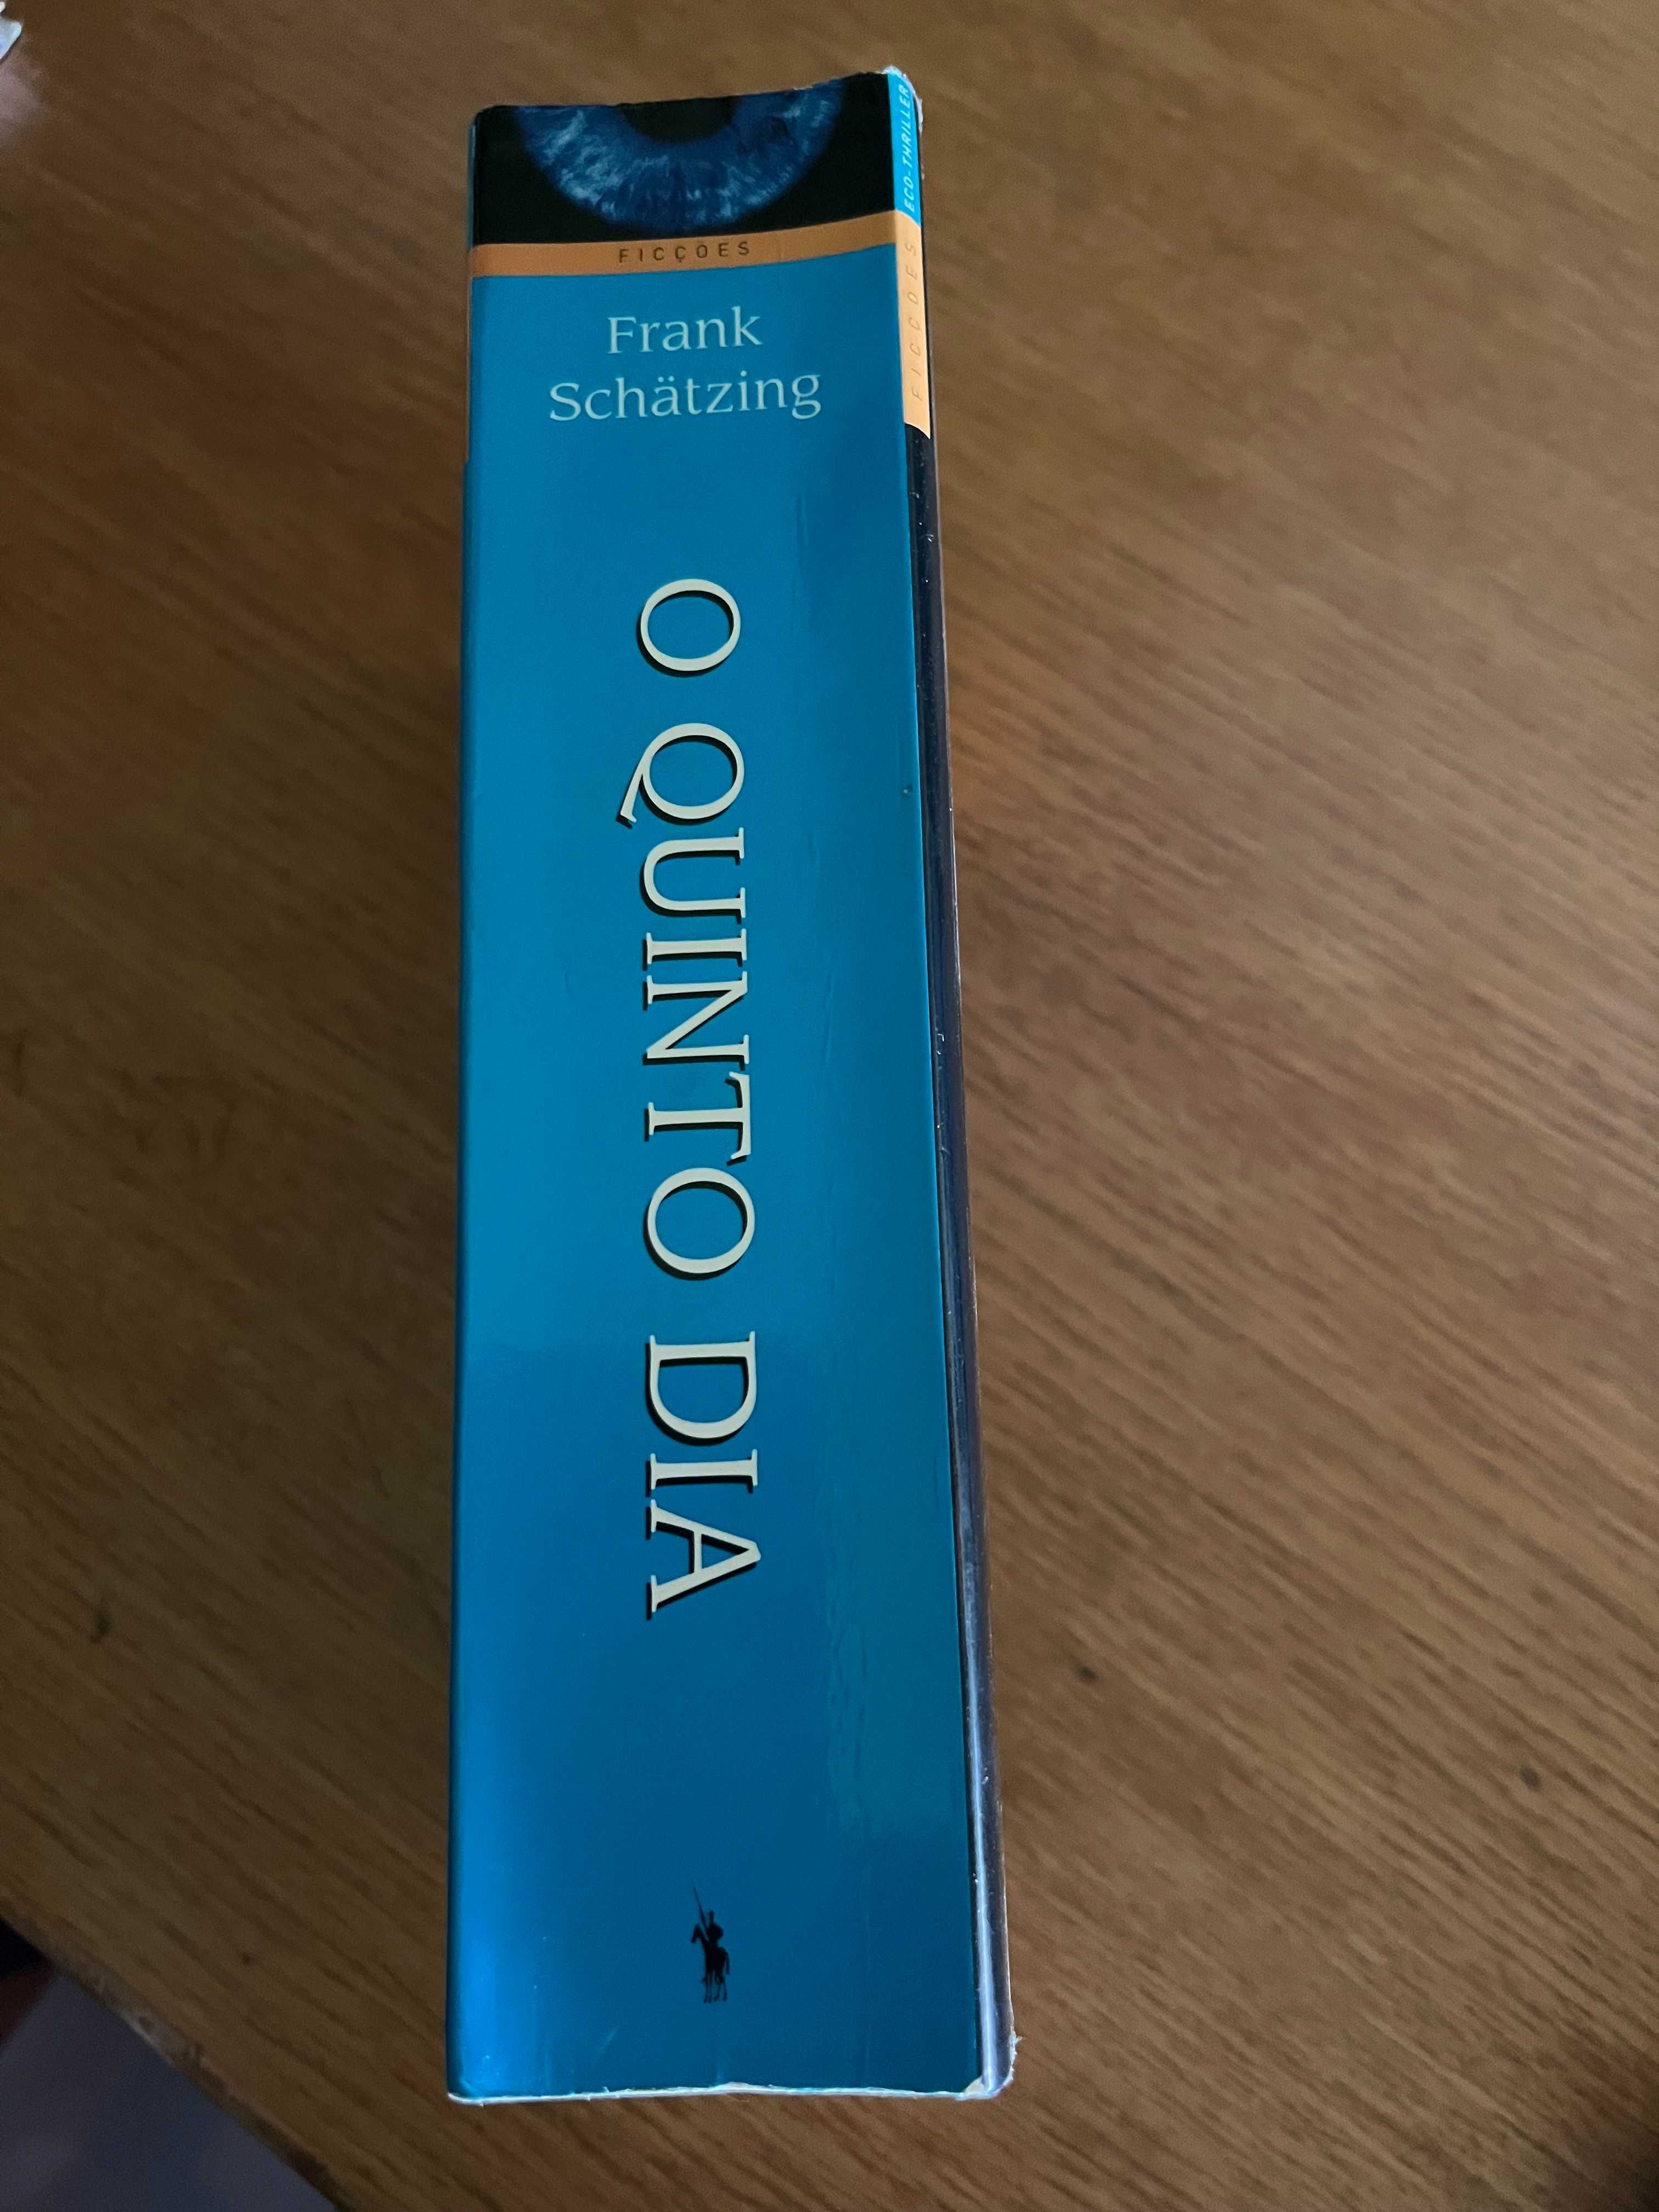 FICÇÕES
Frank
Schätzing
O QUINTO DIA
ECO-THRILLER
FICÇÕES